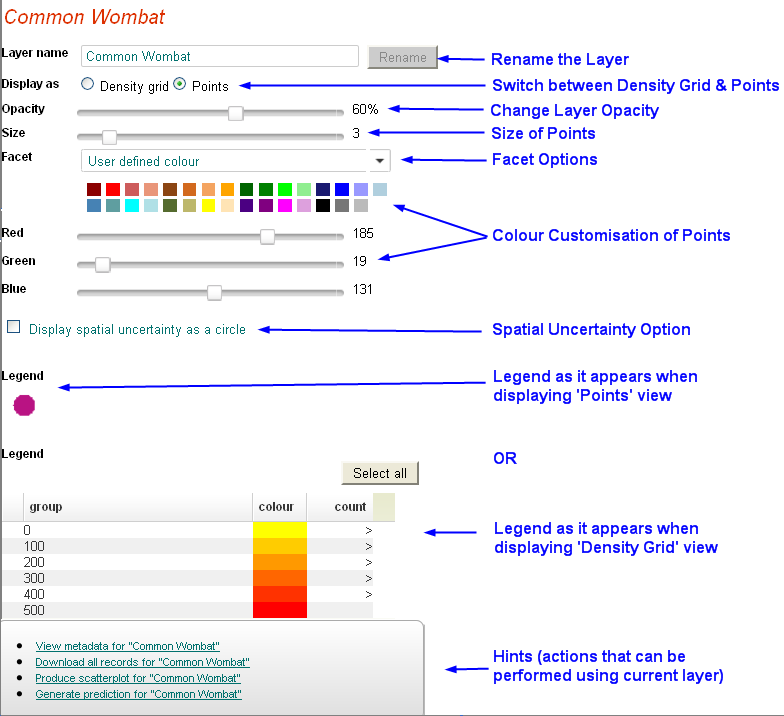 Common Wombat
Layer name Common Wombat Rename Rename the Layer
Display as Density grid Points Switch between Density Grid & Points
Opacity 60% Change Layer Opacity
Size 3 Size of Points
Facet User defined colour Facet Options
Red 185 Colour Customisation of Points
Green 19
Blue 131
Display spatial uncertainty as a circle Spatial Uncertainty Option
Legend Legend as it appears when
displaying 'Points' view
Legend OR
Select all
group colour count
0 >
100 > Legend as it appears when
200 > displaying 'Density Grid' view
300 >
400 >
500
View metadata for "Common Wombat"
Download all records for "Common Wombat" Hints (actions that can be
Produce scatterplot for "Common Wombat" performed using current layer)
Generate prediction for "Common Wombat"